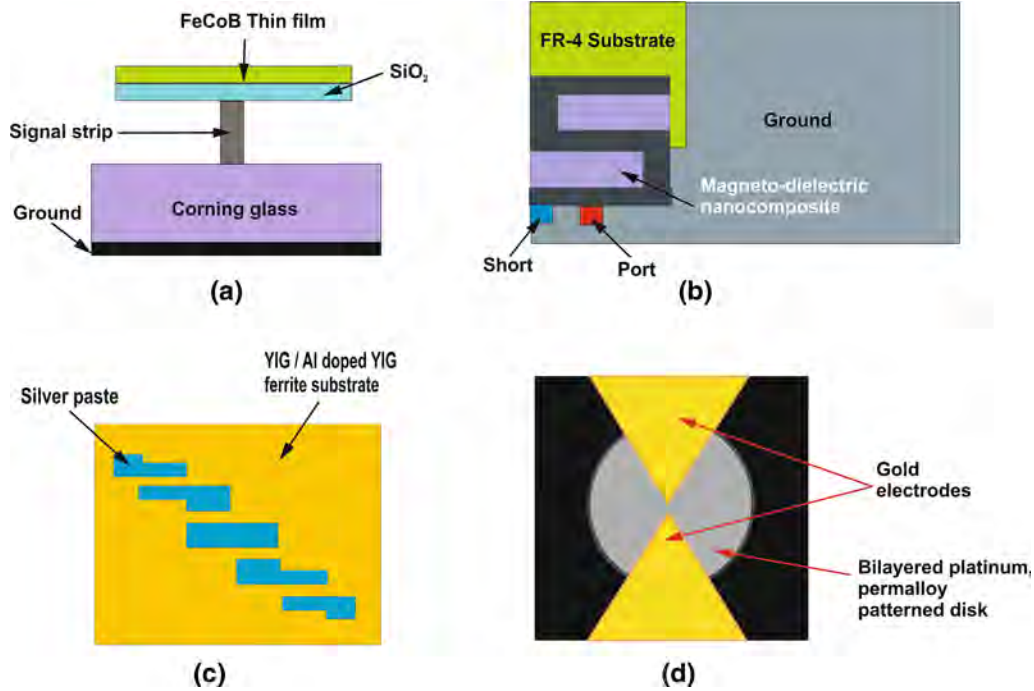 FeCoB Thin film
SiO₂
Signal strip
Corning glass
Ground
(a)
FR-4 Substrate
Ground
Magneto-dielectric
nanocomposite
Short
Port
(b)
YIG / Al doped YIG
ferrite substrate
Silver paste
(c)
Gold
electrodes
Bilayered platinum,
permalloy
patterned disk
(d)